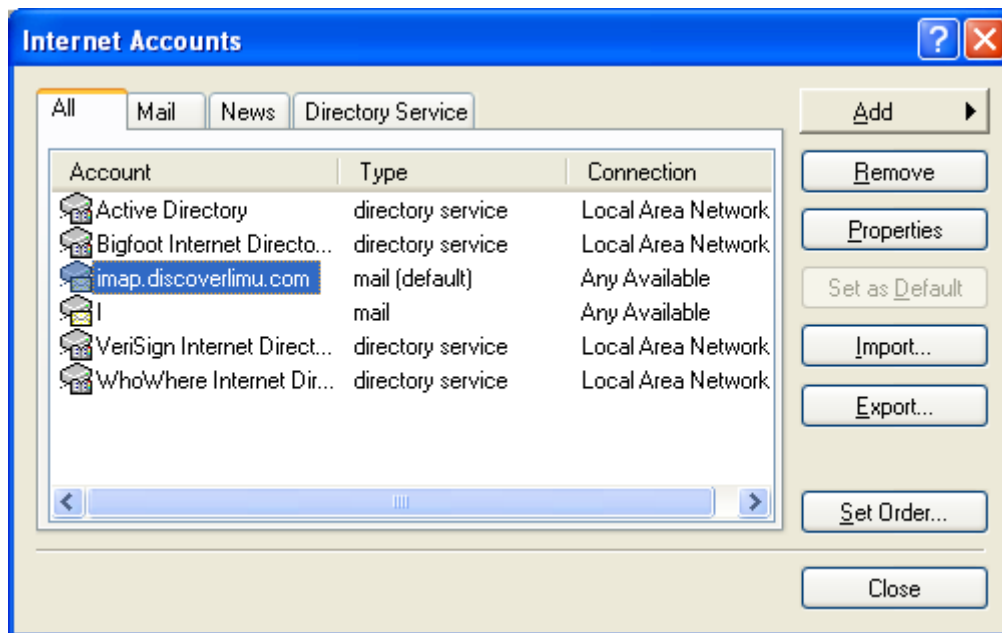 Internet Accounts
All Mail News Directory Service
Add
Account Type Connection
Remove
Active Directory directory service Local Area Network
Properties
Bigfoot Internet Directo... directory service Local Area Network
imap.discoverlimu.com mail (default) Any Available
Set as Default
I mail Any Available
VeriSign Internet Direct... directory service Local Area Network
Import...
WhoWhere Internet Dir... directory service Local Area Network
Export...
Set Order...
Close